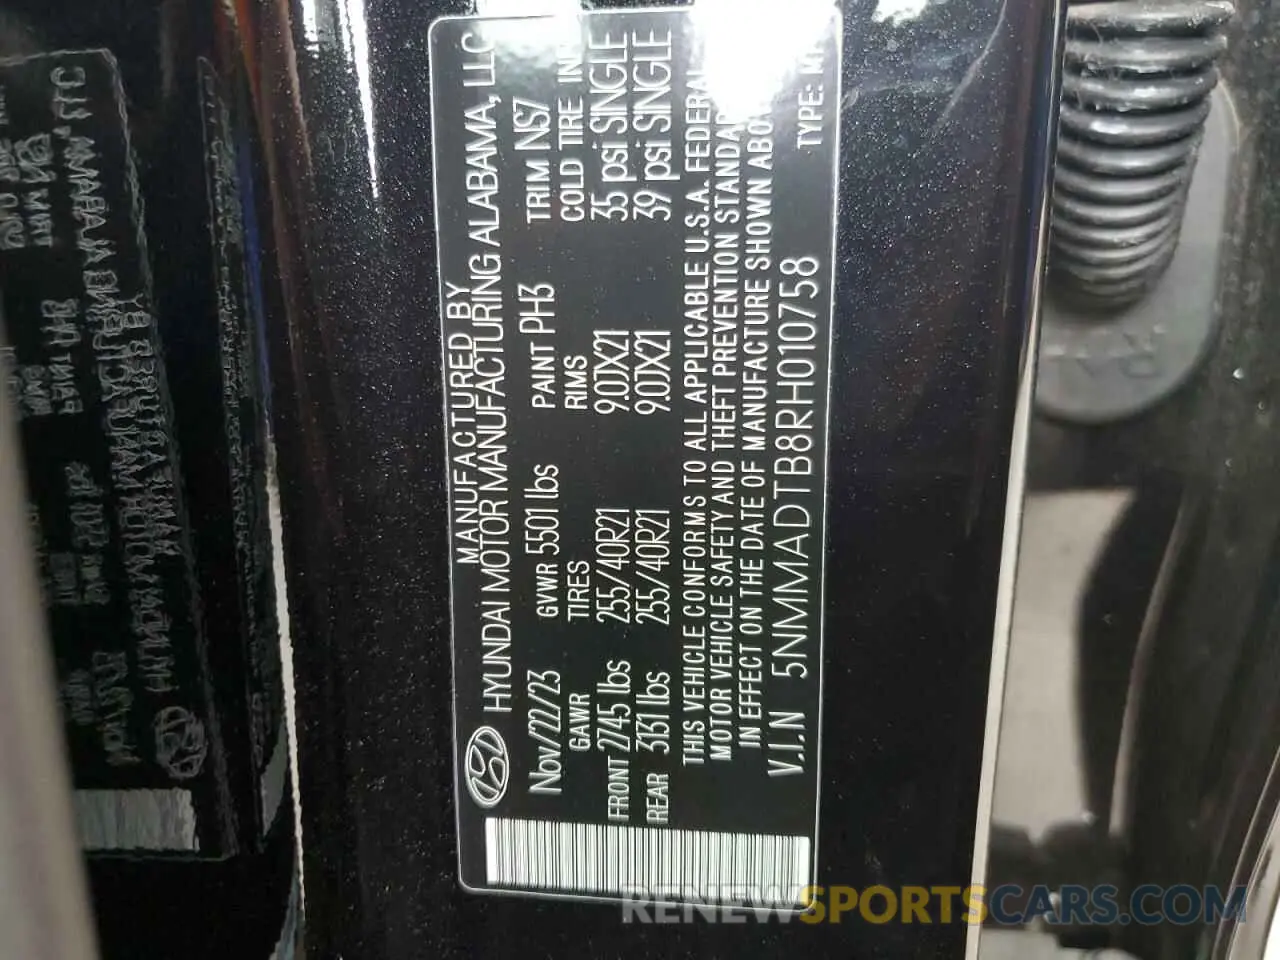 MANUFACTURED BY
HYUNDAI MOTOR MANUFACTURING ALABAMA, LLC
Nov/22/23 GVWR 5501 lbs PAINT PH3 TRIM NS7
GAWR TIRES RIMS COLD TIRE
FRONT 2745 lbs 255/40R21 9.0JX21 35 psi SINGLE
REAR 3161 lbs 255/40R21 9.0JX21 39 psi SINGLE
THIS VEHICLE CONFORMS TO ALL APPLICABLE U.S.A. FEDERAL
MOTOR VEHICLE SAFETY AND THEFT PREVENTION
IN EFFECT ON THE DATE OF MANUFACTURE SHOWN
V.I.N 5NMMADTB8RH010758 TYPE:
RENEWSPORTSCARS.COM